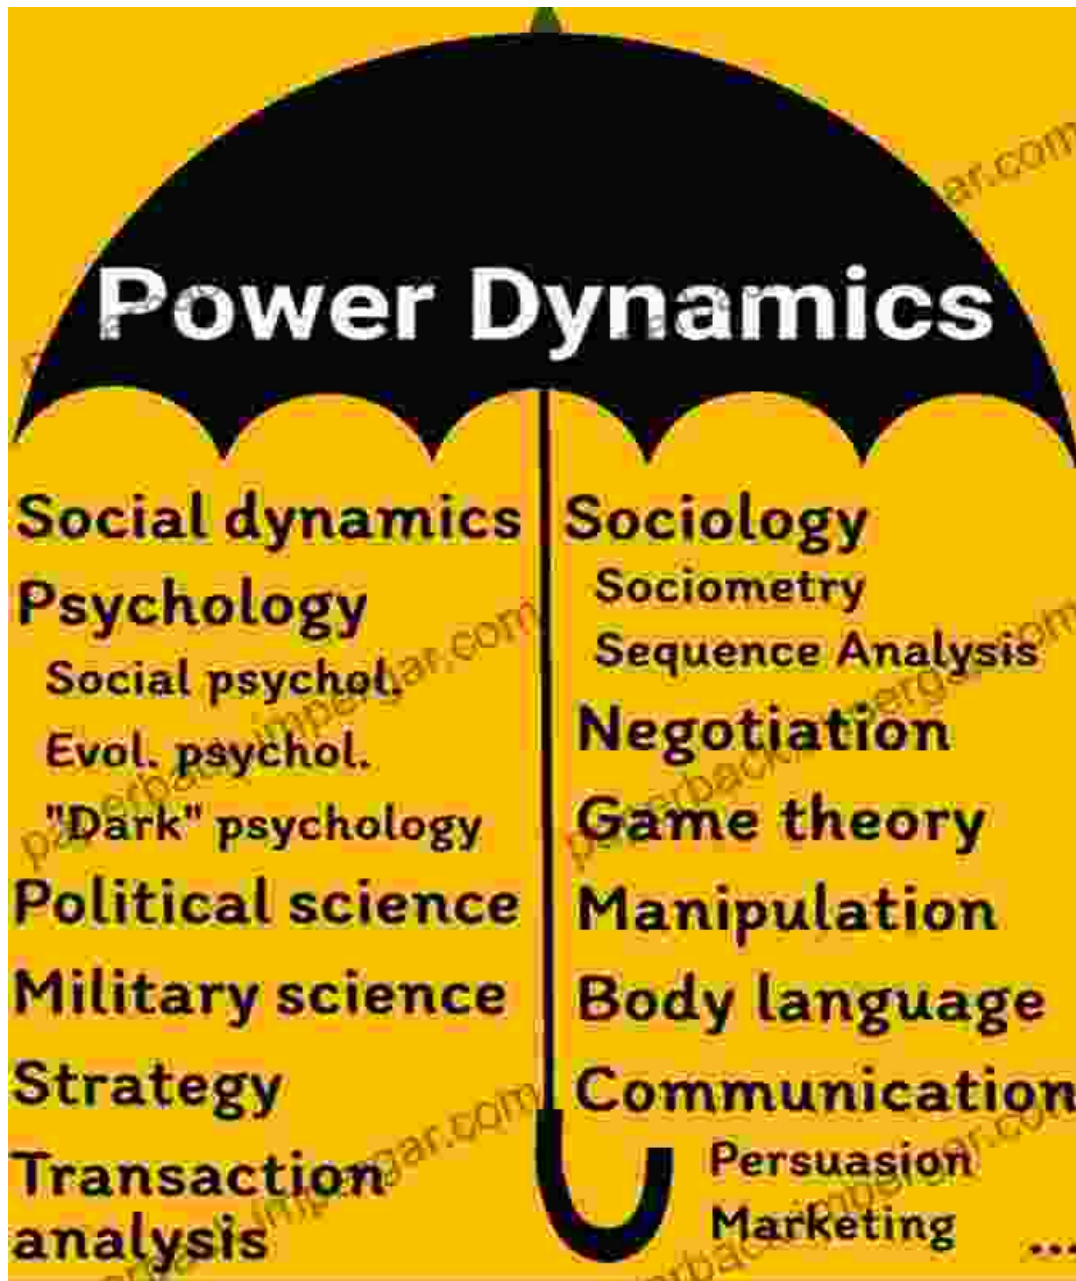 Power Dynamics
Social dynamics
Psychology
Social psychol.
Evol. psychol.
"Dark" psychology
Political science
Military science
Strategy
Transaction
analysis
Sociology
Sociometry
Sequence Analysis
Negotiation
Game theory
Manipulation
Body language
Communication
Persuasion
Marketing
...